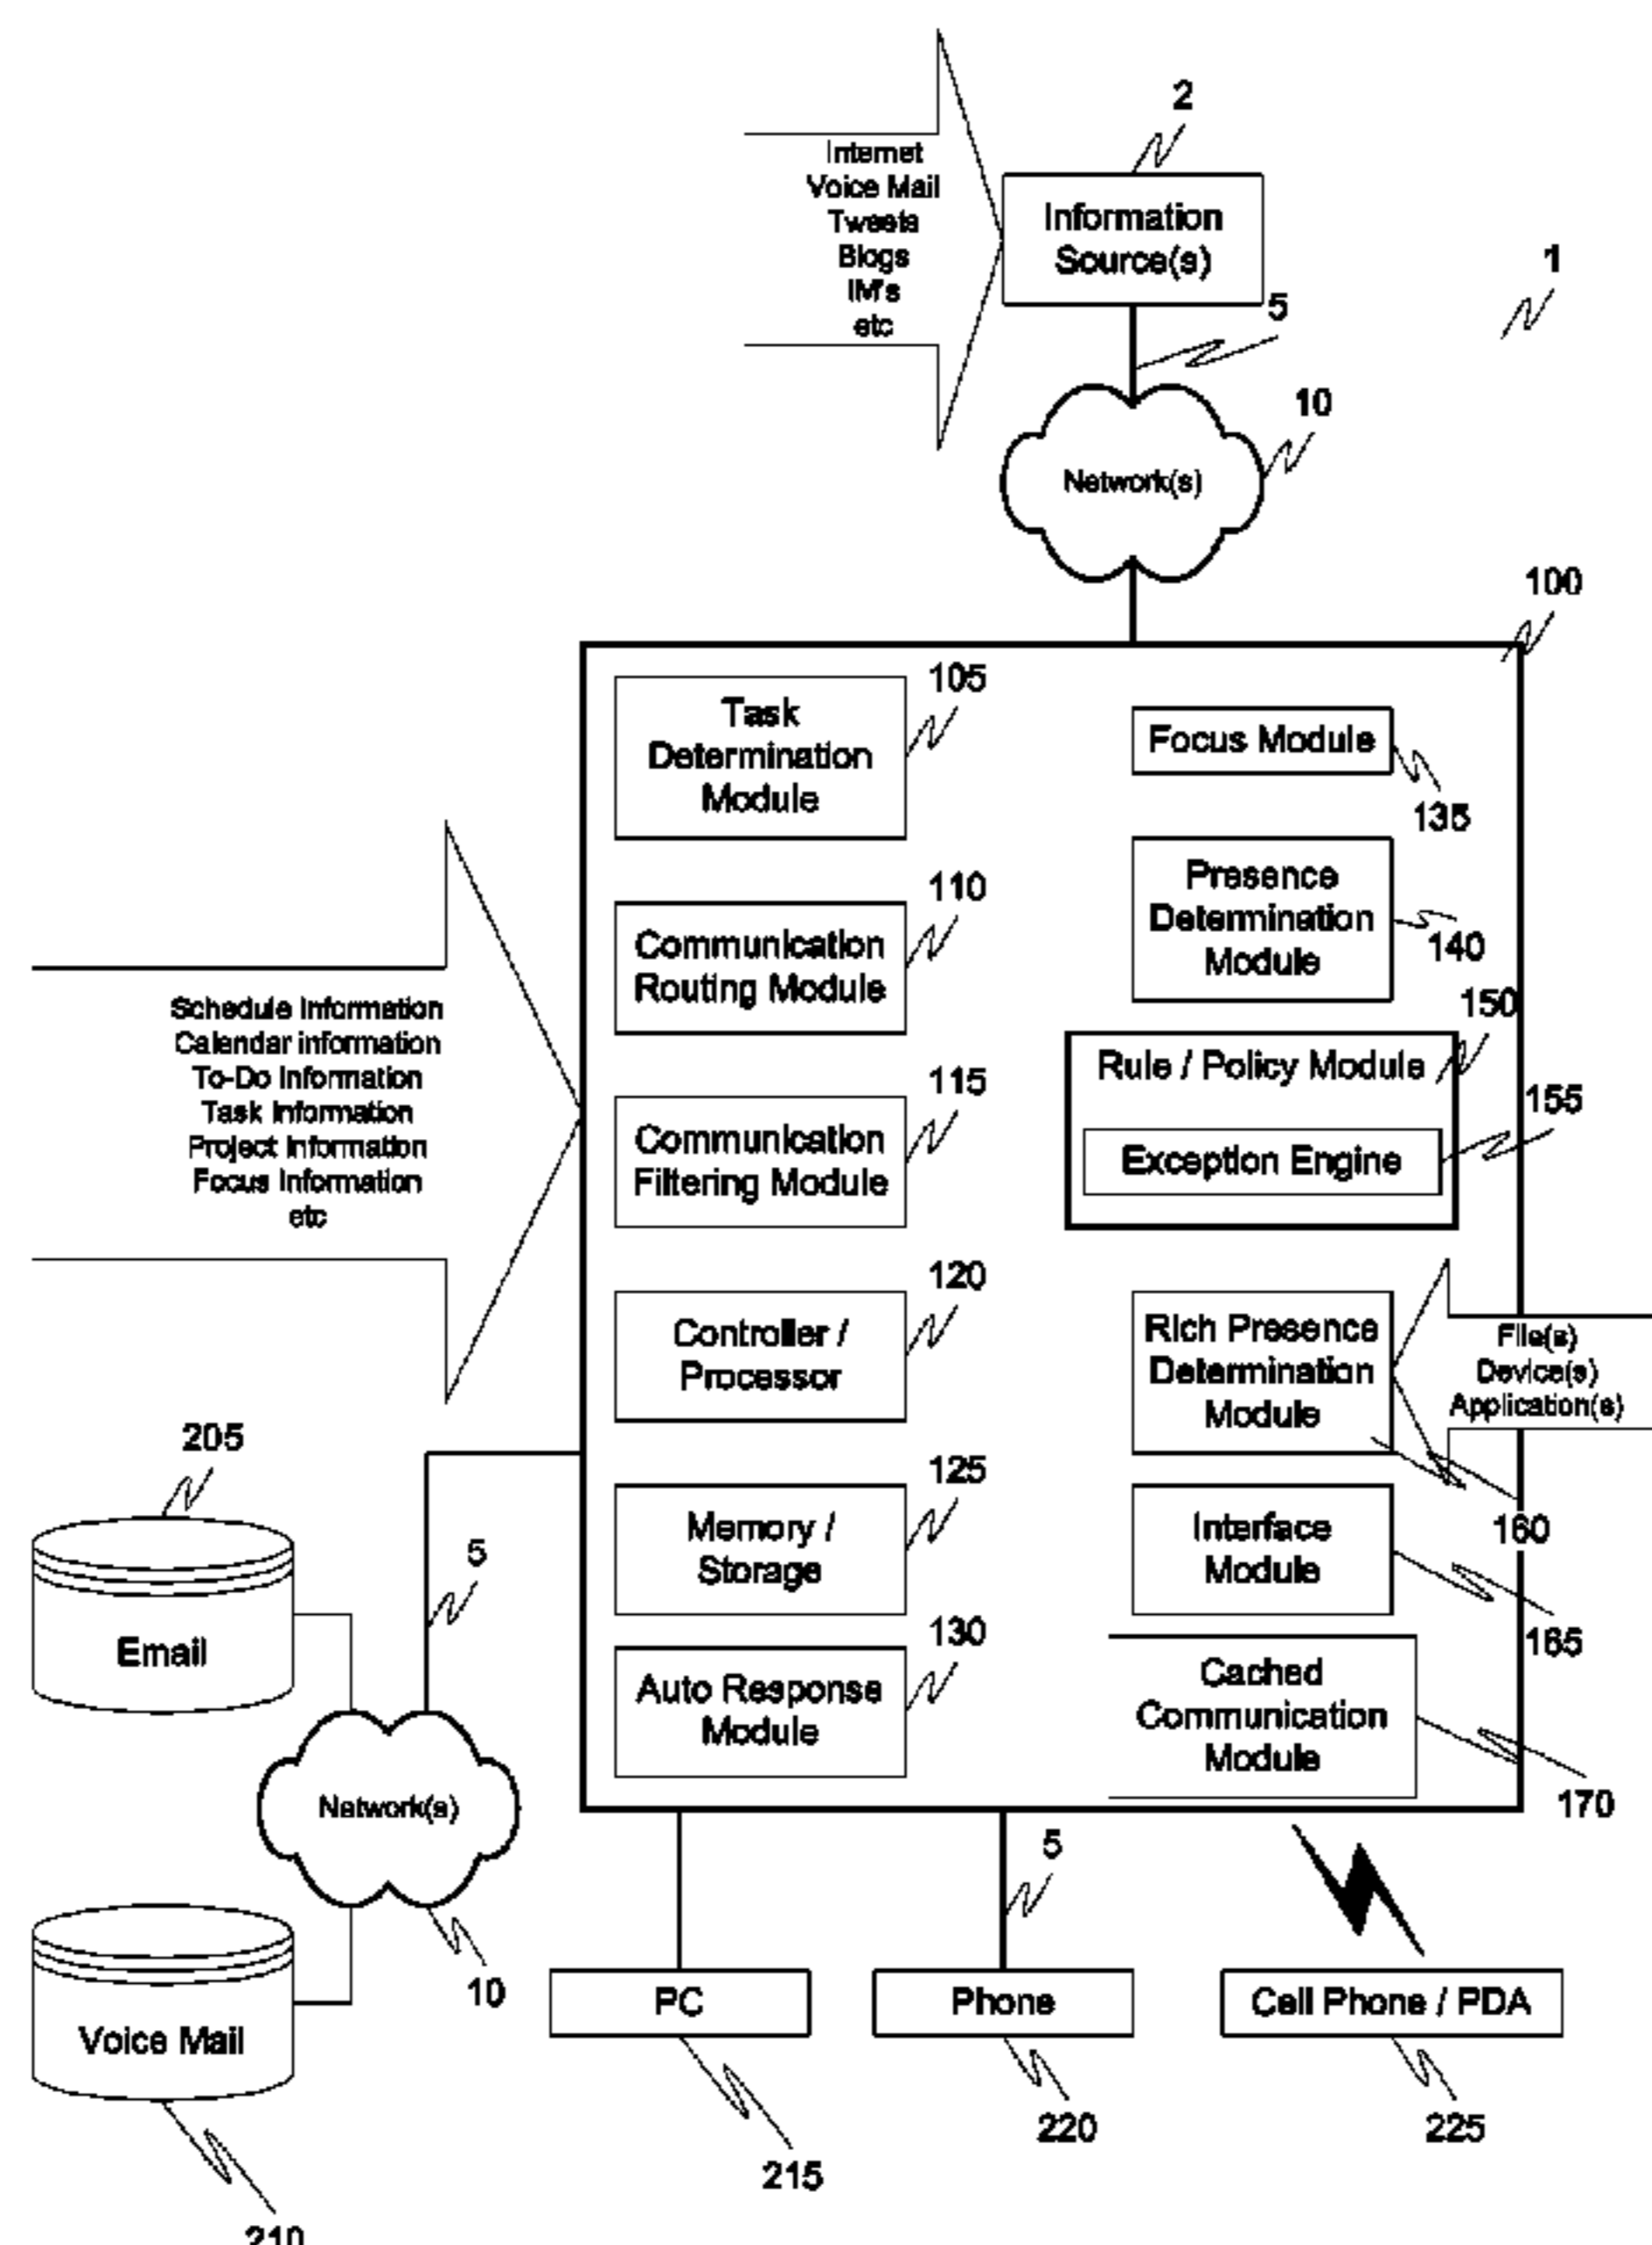 2
Internet
Voice Mail
Tweets
Blogs
IM's
etc
Information
Source(s)
1
5
10
Network(s)
100
105
Task
Determination
Module
Focus Module
135
110
Communication
Routing Module
Presence
Determination
Module
140
Schedule Information
Calendar information
To-Do Information
Task Information
Project Information
Focus Information
etc
150
Rule / Policy Module
155
Exception Engine
115
Communication
Filtering Module
120
Controller /
Processor
Rich Presence
Determination
Module
File(s)
Device(s)
Application(s)
160
205
Email
5
125
Memory /
Storage
Interface
Module
165
130
Auto Response
Module
Cached
Communication
Module
170
Network(s)
10
Voice Mail
210
5
PC
215
Phone
220
Cell Phone / PDA
225